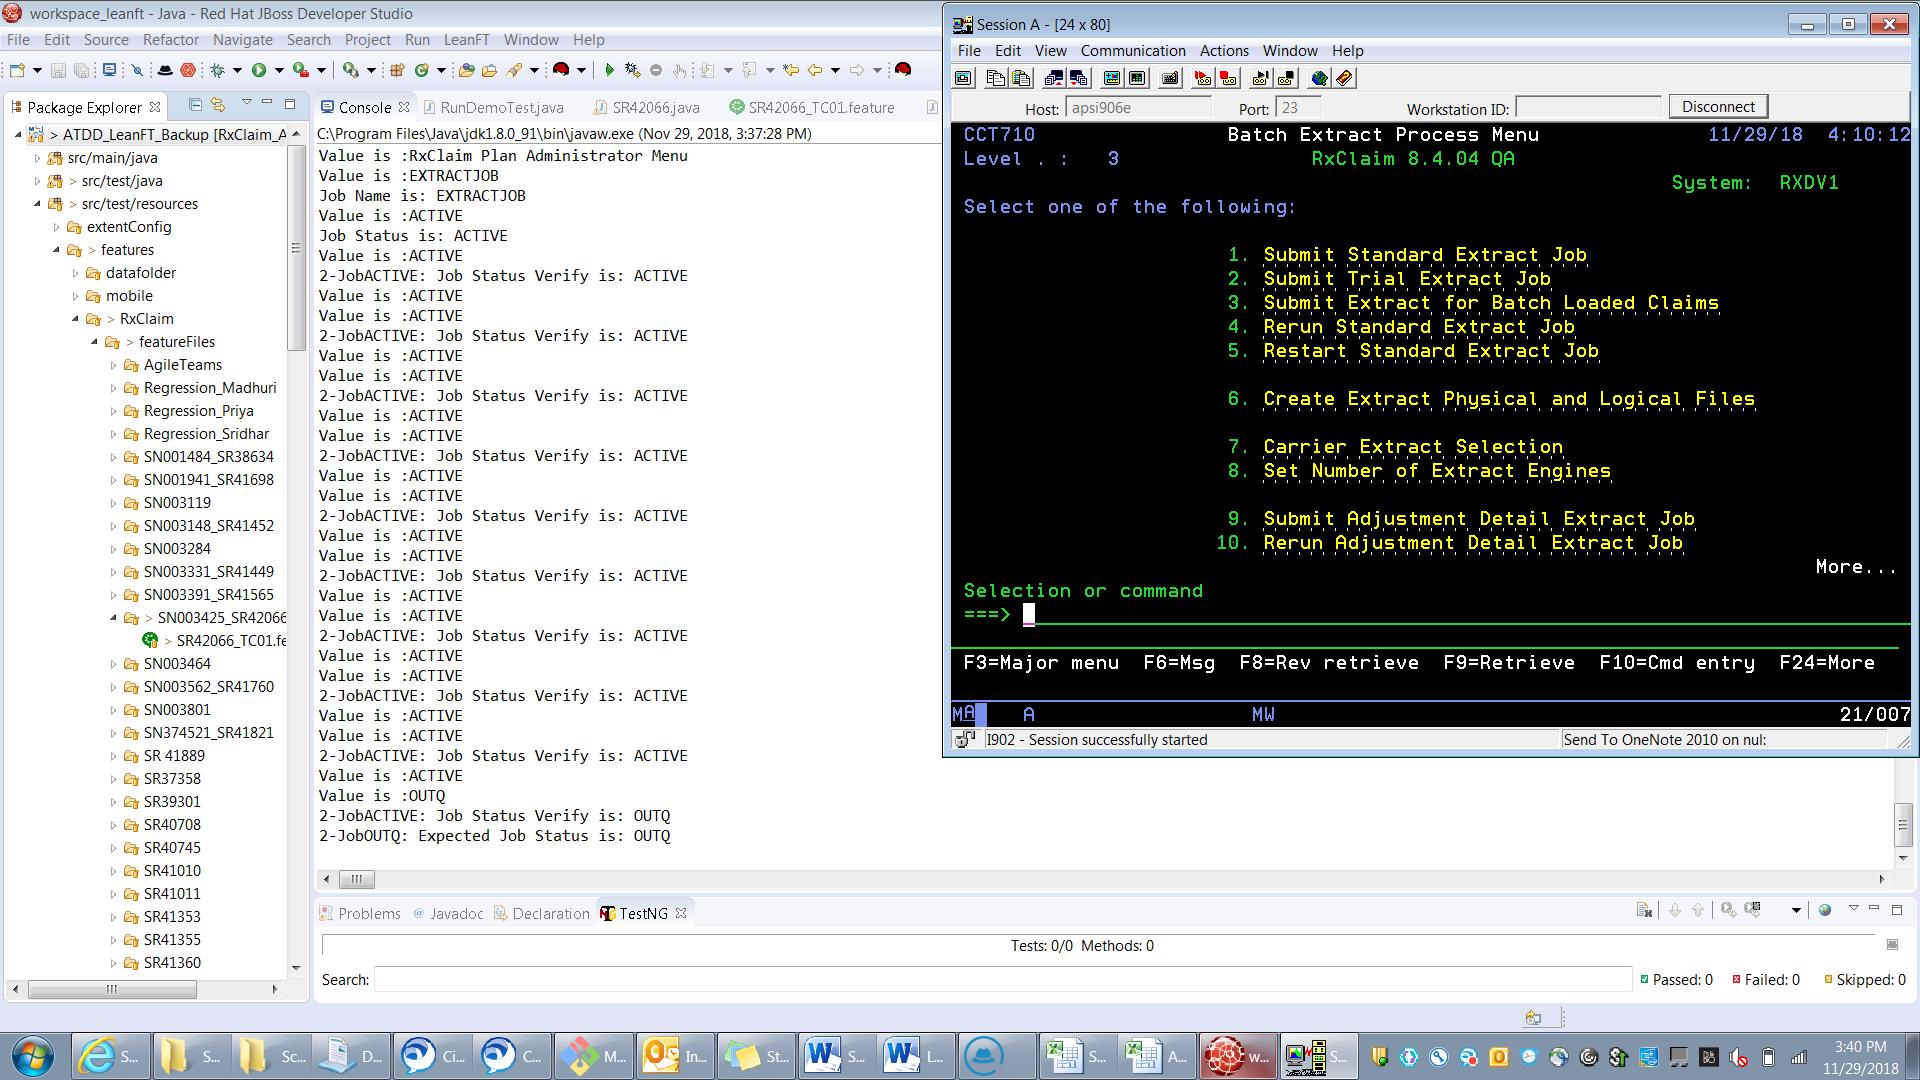 workspace_leanft - Java - Red Hat JBoss Developer Studio
File Edit Source Refactor Navigate Search Project Run LeanFT Window Help
Package Explorer
> ATDD_LeanFT_Backup [RxClaim_A
src/main/java
> src/test/java
> src/test/resources
extentConfig
> features
datafolder
mobile
> RxClaim
> featureFiles
AgileTeams
Regression_Madhuri
Regression_Priya
Regression_Sridhar
SN001484_SR38634
SN001941_SR41698
SN003119
SN003148_SR41452
SN003284
SN003331_SR41449
SN003391_SR41565
> SN003425_SR42066
> SR42066_TC01.fe
SN003464
SN003562_SR41760
SN003801
SN374521_SR41821
SR 41889
SR37358
SR39301
SR40708
SR40745
SR41010
SR41011
SR41353
SR41355
SR41360
Console RunDemoTest.java SR42066.java SR42066_TC01.feature
C:\Program Files\Java\jdk1.8.0_91\bin\javaw.exe (Nov 29, 2018, 3:37:28 PM)
Value is :RxClaim Plan Administrator Menu
Value is :EXTRACTJOB
Job Name is: EXTRACTJOB
Value is :ACTIVE
Job Status is: ACTIVE
Value is :ACTIVE
2-JobACTIVE: Job Status Verify is: ACTIVE
Value is :ACTIVE
Value is :ACTIVE
2-JobACTIVE: Job Status Verify is: ACTIVE
Value is :ACTIVE
Value is :ACTIVE
2-JobACTIVE: Job Status Verify is: ACTIVE
Value is :ACTIVE
Value is :ACTIVE
2-JobACTIVE: Job Status Verify is: ACTIVE
Value is :ACTIVE
Value is :ACTIVE
2-JobACTIVE: Job Status Verify is: ACTIVE
Value is :ACTIVE
Value is :ACTIVE
2-JobACTIVE: Job Status Verify is: ACTIVE
Value is :ACTIVE
Value is :ACTIVE
2-JobACTIVE: Job Status Verify is: ACTIVE
Value is :ACTIVE
Value is :ACTIVE
2-JobACTIVE: Job Status Verify is: ACTIVE
Value is :ACTIVE
Value is :ACTIVE
2-JobACTIVE: Job Status Verify is: ACTIVE
Value is :ACTIVE
Value is :OUTQ
2-JobACTIVE: Job Status Verify is: OUTQ
2-JobOUTQ: Expected Job Status is: OUTQ
Session A - [24 x 80]
File Edit View Communication Actions Window Help
Host: apsi906e Port: 23 Workstation ID: Disconnect
CCT710 Batch Extract Process Menu 11/29/18 4:10:12
Level . : 3 RxClaim 8.4.04 QA
System: RXDV1
Select one of the following:
1. Submit Standard Extract Job
2. Submit Trial Extract Job
3. Submit Extract for Batch Loaded Claims
4. Rerun Standard Extract Job
5. Restart Standard Extract Job
6. Create Extract Physical and Logical Files
7. Carrier Extract Selection
8. Set Number of Extract Engines
9. Submit Adjustment Detail Extract Job
10. Rerun Adjustment Detail Extract Job
More...
Selection or command
===>
F3=Major menu F6=Msg F8=Rev retrieve F9=Retrieve F10=Cmd entry F24=More
MA A MW 21/007
I902 - Session successfully started Send To OneNote 2010 on nul:
Problems @ Javadoc Declaration TestNG
Tests: 0/0 Methods: 0
Search: Passed: 0 Failed: 0 Skipped: 0
S... S... Sc... D... Ci... C... M... In... St... S... L... S... A... w... S...
3:40 PM
11/29/2018